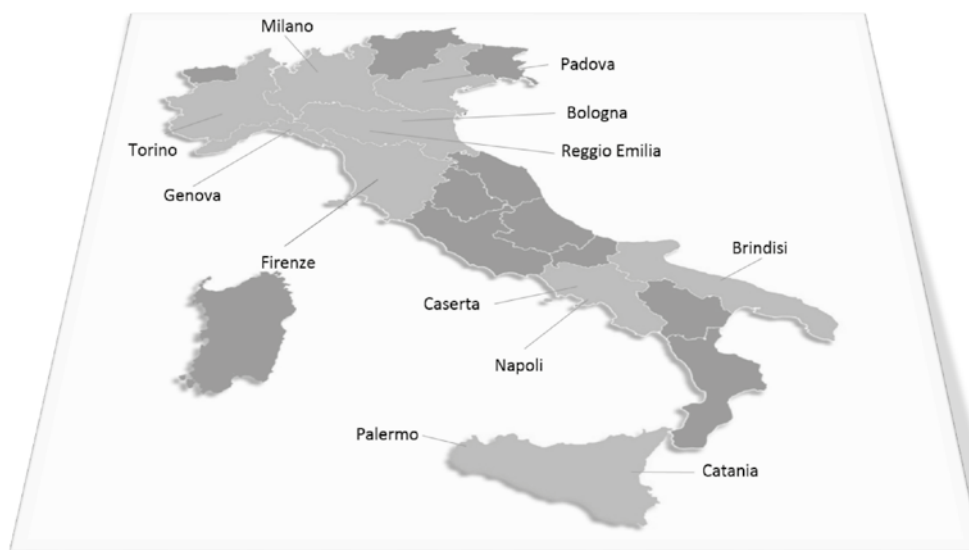 Milano
Padova
Bologna
Torino
Reggio Emilia
Genova
Firenze
Brindisi
Caserta
Napoli
Palermo
Catania